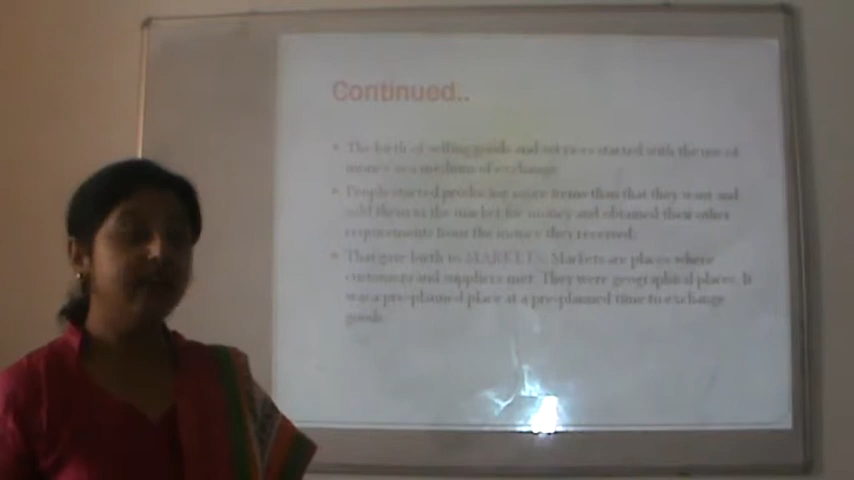 Continued..
• The birth of selling goods and services started with the use of
money as a medium of exchange.
• People started producing more items than that they want and
sold them in the market for money and obtained their other
requirements from the money they received.
• That gave birth to MARKETS. Markets are places where
customers and suppliers met. They were geographical places. It
was a pre-planned place at a pre-planned time to exchange
goods.